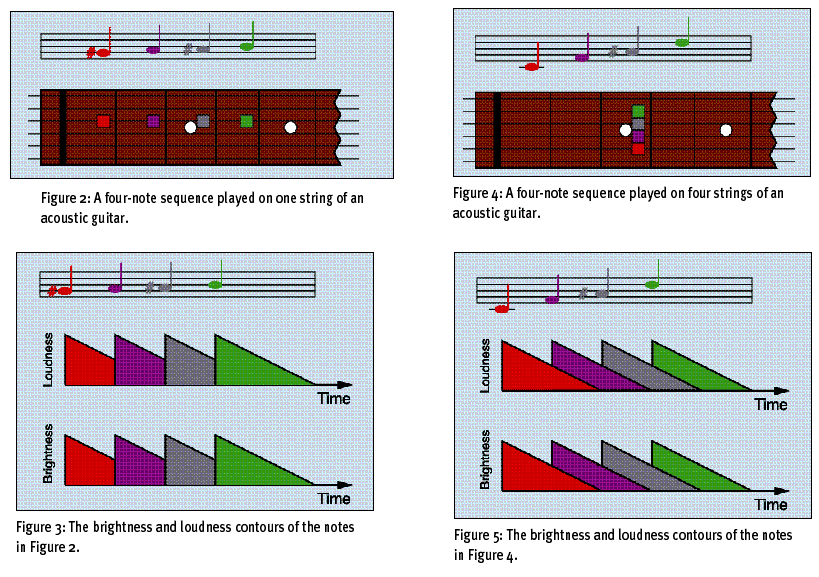 Figure 2: A four-note sequence played on one string of an
acoustic guitar.
Figure 4: A four-note sequence played on four strings of an
acoustic guitar.
Loudness
Time
Brightness
Time
Figure 3: The brightness and loudness contours of the notes
in Figure 2.
Loudness
Time
Brightness
Time
Figure 5: The brightness and loudness contours of the notes
in Figure 4.